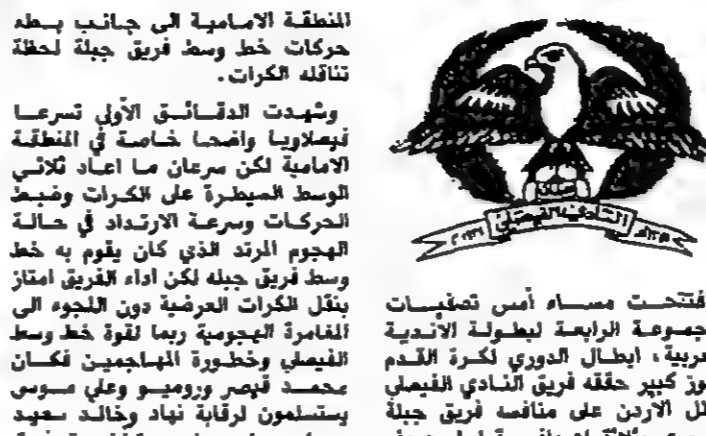 النادي الفيصلي
افتتحت مساء أمس تصفيات
المجموعة الرابعة لبطولة الأندية
العربية، ابطال الدوري لكرة القدم
بفوز كبير حققه فريق النادي الفيصلي
بطل الأردن على منافسه فريق جبلة
المنطقة الامامية الى جانب بطء
حركات خط وسط فريق جبلة لحظة
تناقله الكرات.
وشهدت الدقائق الأولى تسرعا
فيصلاويا واضحا خاصة في المنطقة
الامامية لكن سرعان ما اعاد ثلاثي
الوسط السيطرة على الكرات وضبط
الحركات وسرعة الارتداد في حالة
الهجوم المرتد الذي كان يقوم به خط
وسط فريق جبله لكن اداء الفريق امتاز
بنقل الكرات العرضية دون اللجوء الى
المغامرة الهجومية ربما لقوة خط وسط
الفيصلي وخطورة المهاجمين فكان
محمد قيصر وروميو وعلي موسى
يستسلمون لرقابة نهاد وخالد سعيد